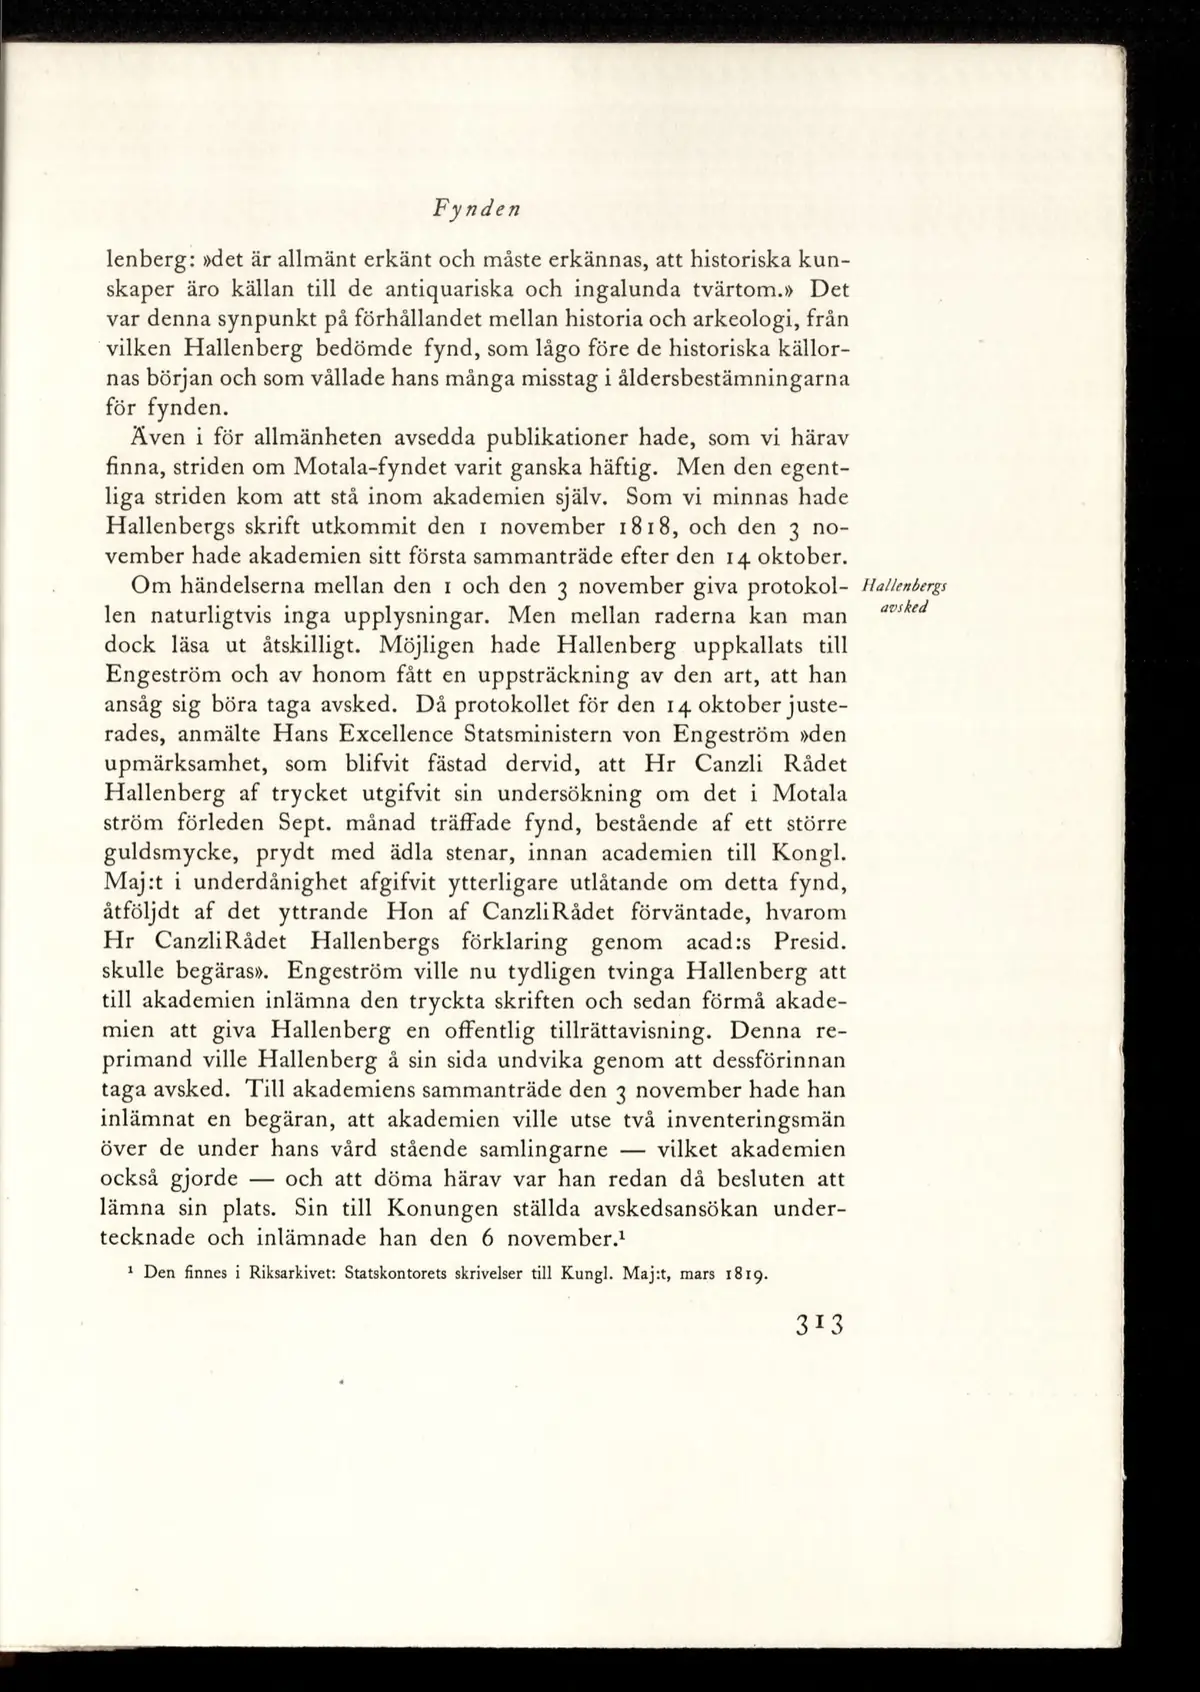 Fynden
lenberg: »det är allmänt erkänt och måste erkännas, att historiska kun-
skaper äro källan till de antiquariska och ingalunda tvärtom.» Det
var denna synpunkt på förhållandet mellan historia och arkeologi, från
vilken Hallenberg bedömde fynd, som lågo före de historiska källor-
nas början och som vållade hans många misstag i åldersbestämningarna
för fynden.
Även i för allmänheten avsedda publikationer hade, som vi härav
finna, striden om Motala-fyndet varit ganska häftig. Men den egent-
liga striden kom att stå inom akademien själv. Som vi minnas hade
Hallenbergs skrift utkommit den 1 november 1818, och den 3 no-
vember hade akademien sitt första sammanträde efter den 14 oktober.
Om händelserna mellan den 1 och den 3 november giva protokol-
len naturligtvis inga upplysningar. Men mellan raderna kan man
dock läsa ut åtskilligt. Möjligen hade Hallenberg uppkallats till
Engeström och av honom fått en uppsträckning av den art, att han
ansåg sig böra taga avsked. Då protokollet för den 14 oktober juste-
rades, anmälte Hans Excellence Statsministern von Engeström »den
upmärksamhet, som blifvit fästad dervid, att Hr Canzli Rådet
Hallenberg af trycket utgifvit sin undersökning om det i Motala
ström förleden Sept. månad träffade fynd, bestående af ett större
guldsmycke, prydt med ädla stenar, innan academien till Kongl.
Maj:t i underdånighet afgifvit ytterligare utlåtande om detta fynd,
åtföljdt af det yttrande Hon af CanzliRådet förväntade, hvarom
Hr CanzliRådet Hallenbergs förklaring genom acad:s Presid.
skulle begäras». Engeström ville nu tydligen tvinga Hallenberg att
till akademien inlämna den tryckta skriften och sedan förmå akade-
mien att giva Hallenberg en offentlig tillrättavisning. Denna re-
primand ville Hallenberg å sin sida undvika genom att dessförinnan
taga avsked. Till akademiens sammanträde den 3 november hade han
inlämnat en begäran, att akademien ville utse två inventeringsmän
över de under hans vård stående samlingarne — vilket akademien
också gjorde — och att döma härav var han redan då besluten att
lämna sin plats. Sin till Konungen ställda avskedsansökan under-
tecknade och inlämnade han den 6 november.¹
Hallenbergs
avsked
¹ Den finnes i Riksarkivet: Statskontorets skrivelser till Kungl. Maj:t, mars 1819.
313